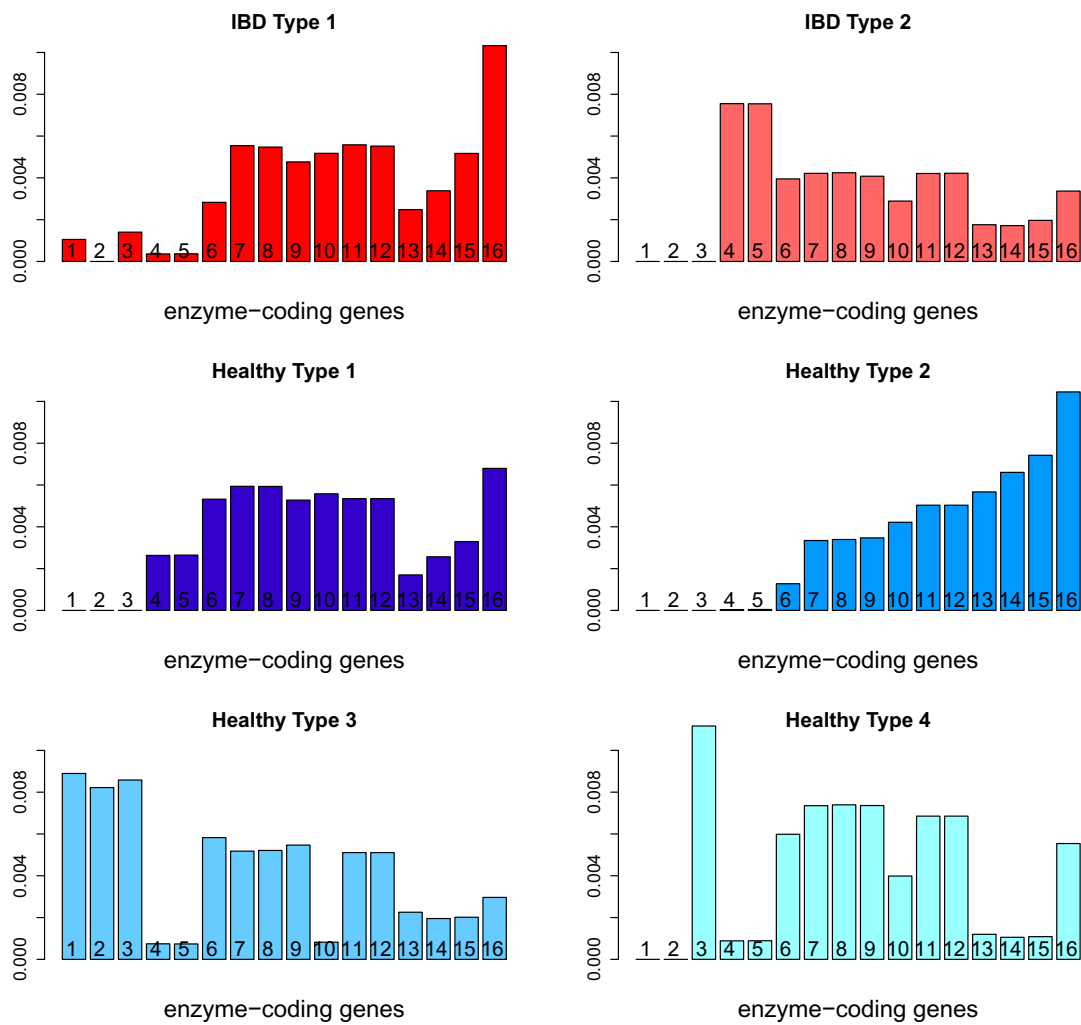 IBD Type 1
0.000 0.004 0.008
1 2 3 4 5 6 7 8 9 10 11 12 13 14 15 16
enzyme−coding genes
IBD Type 2
0.000 0.004 0.008
1 2 3 4 5 6 7 8 9 10 11 12 13 14 15 16
enzyme−coding genes
Healthy Type 1
0.000 0.004 0.008
1 2 3 4 5 6 7 8 9 10 11 12 13 14 15 16
enzyme−coding genes
Healthy Type 2
0.000 0.004 0.008
1 2 3 4 5 6 7 8 9 10 11 12 13 14 15 16
enzyme−coding genes
Healthy Type 3
0.000 0.004 0.008
1 2 3 4 5 6 7 8 9 10 11 12 13 14 15 16
enzyme−coding genes
Healthy Type 4
0.000 0.004 0.008
1 2 3 4 5 6 7 8 9 10 11 12 13 14 15 16
enzyme−coding genes